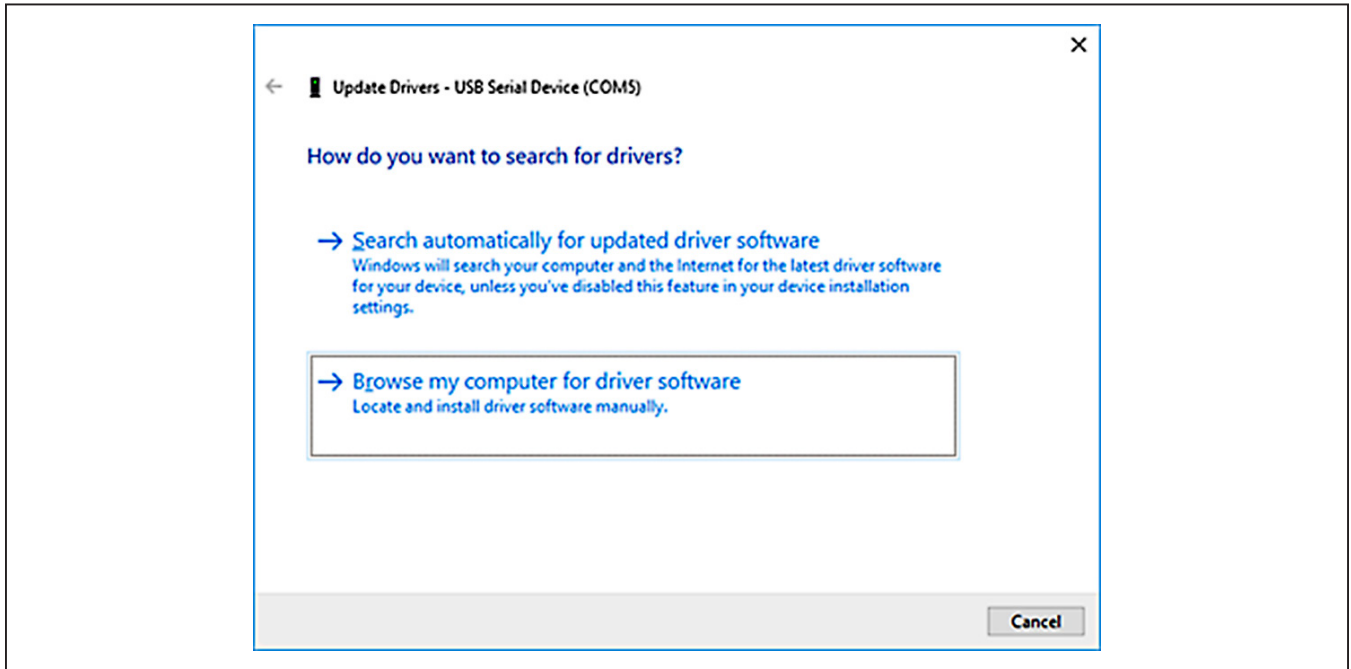 Update Drivers - USB Serial Device (COM5)
How do you want to search for drivers?
Search automatically for updated driver software
Windows will search your computer and the Internet for the latest driver software
for your device, unless you've disabled this feature in your device installation
settings.
Browse my computer for driver software
Locate and install driver software manually.
Cancel